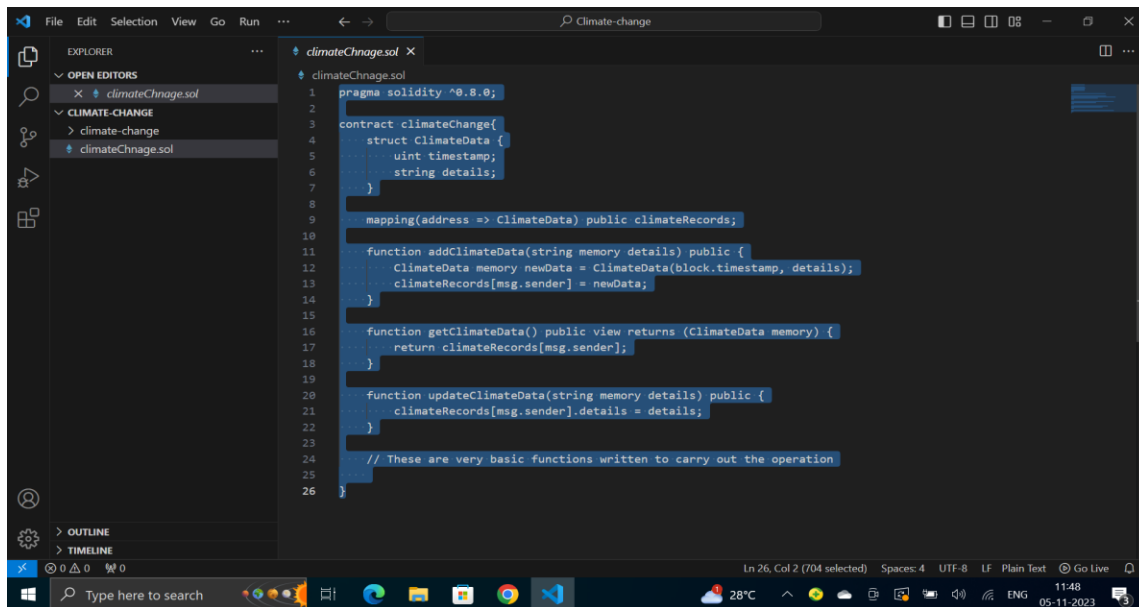 File Edit Selection View Go Run ··· ← → Climate-change
EXPLORER ···
OPEN EDITORS
climateChnage.sol
CLIMATE-CHANGE
climate-change
climateChnage.sol
OUTLINE
TIMELINE
climateChnage.sol
climateChnage.sol
1 pragma solidity ^0.8.0;
2
3 contract climateChange{
4 struct ClimateData {
5 uint timestamp;
6 string details;
7 }
8
9 mapping(address => ClimateData) public climateRecords;
10
11 function addClimateData(string memory details) public {
12 ClimateData memory newData = ClimateData(block.timestamp, details);
13 climateRecords[msg.sender] = newData;
14 }
15
16 function getClimateData() public view returns (ClimateData memory) {
17 return climateRecords[msg.sender];
18 }
19
20 function updateClimateData(string memory details) public {
21 climateRecords[msg.sender].details = details;
22 }
23
24 // These are very basic functions written to carry out the operation
25
26 }
0 0 0 Ln 26, Col 2 (704 selected) Spaces: 4 UTF-8 LF Plain Text Go Live
Type here to search 28°C ENG 11:48
05-11-2023 3